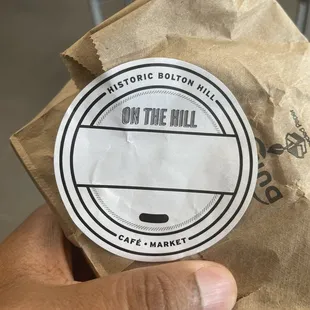 HISTORIC BOLTON HILL
ON THE HILL
CAFÉ • MARKET